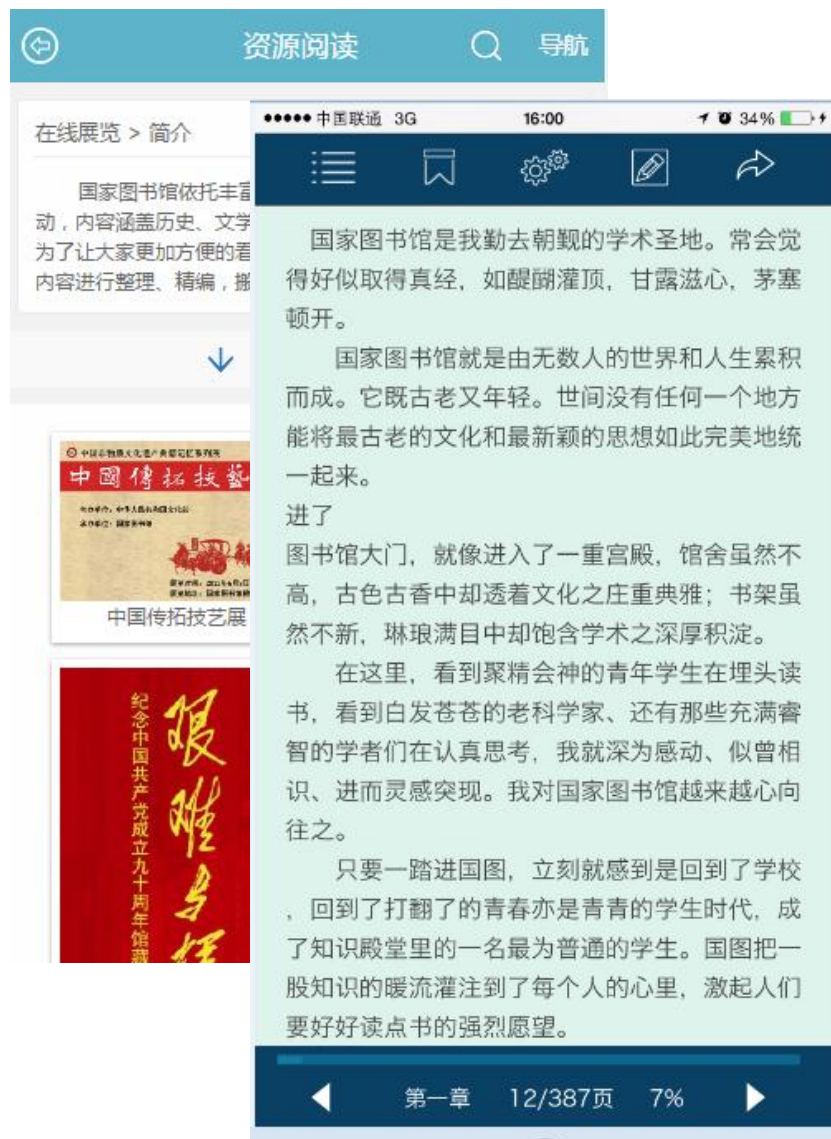 资源阅读
导航
在线展览 > 简介
国家图书馆依托丰富
动，内容涵盖历史、文学
为了让大家更加方便的看
内容进行整理、精编，搬
中國傳拓技藝
中国传拓技艺展
纪念中国共产党成立九十周年馆藏
艰难与辉
中国联通 3G
16:00
34%
国家图书馆是我勤去朝觐的学术圣地。常会觉
得好似取得真经，如醍醐灌顶，甘露滋心，茅塞
顿开。
国家图书馆就是由无数人的世界和人生累积
而成。它既古老又年轻。世间没有任何一个地方
能将最古老的文化和最新颖的思想如此完美地统
一起来。
进了
图书馆大门，就像进入了一重宫殿，馆舍虽然不
高，古色古香中却透着文化之庄重典雅；书架虽
然不新，琳琅满目中却饱含学术之深厚积淀。
在这里，看到聚精会神的青年学生在埋头读
书，看到白发苍苍的老科学家、还有那些充满睿
智的学者们在认真思考，我就深为感动、似曾相
识、进而灵感突现。我对国家图书馆越来越心向
往之。
只要一踏进国图，立刻就感到是回到了学校
，回到了打翻了的青春亦是青青的学生时代，成
了知识殿堂里的一名最为普通的学生。国图把一
股知识的暖流灌注到了每个人的心里，激起人们
要好好读点书的强烈愿望。
第一章 12/387页 7%